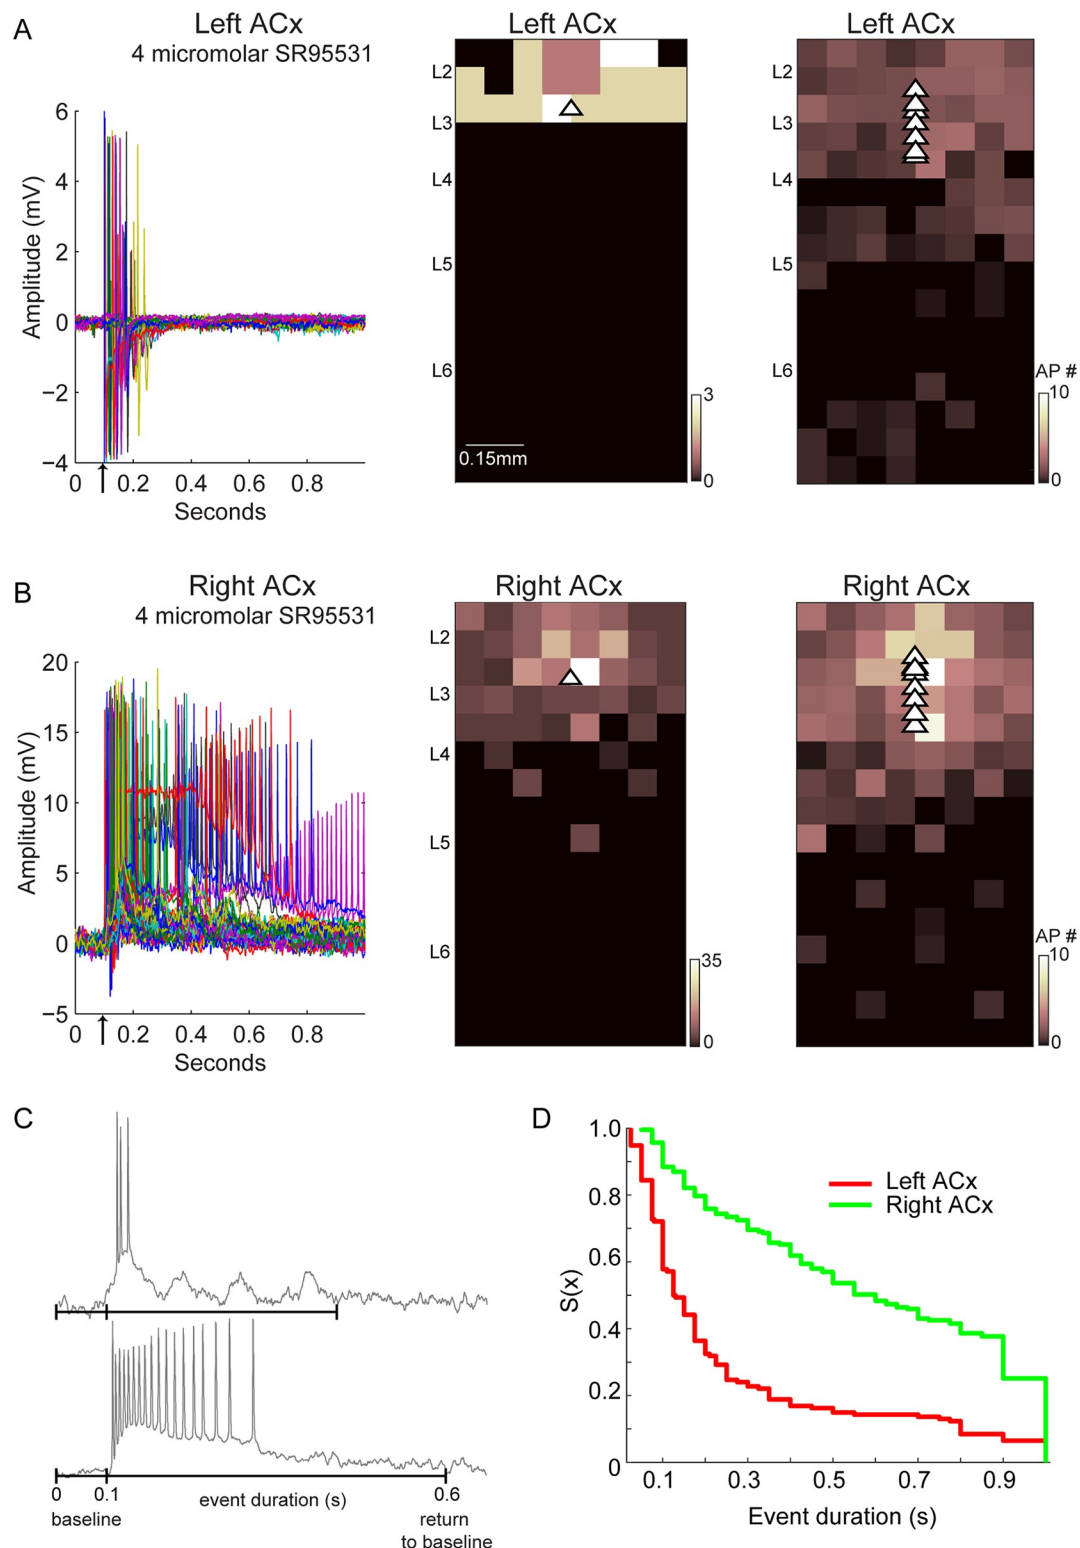 A
Left ACx
4 micromolar SR95531
Amplitude (mV)
6
4
2
0
−2
−4
0 0.2 0.4 0.6 0.8
Seconds
Left ACx
L2
L3
L4
L5
L6
0.15mm
3
0
Left ACx
L2
L3
L4
L5
L6
AP #
10
0
B
Right ACx
4 micromolar SR95531
Amplitude (mV)
20
15
10
5
0
−5
0 0.2 0.4 0.6 0.8
Seconds
Right ACx
L2
L3
L4
L5
L6
35
0
Right ACx
AP #
10
0
C
0 0.1 event duration (s) 0.6
baseline return
to baseline
D
S(x)
1.0
0.8
0.6
0.4
0.2
0
Left ACx
Right ACx
0.1 0.3 0.5 0.7 0.9
Event duration (s)